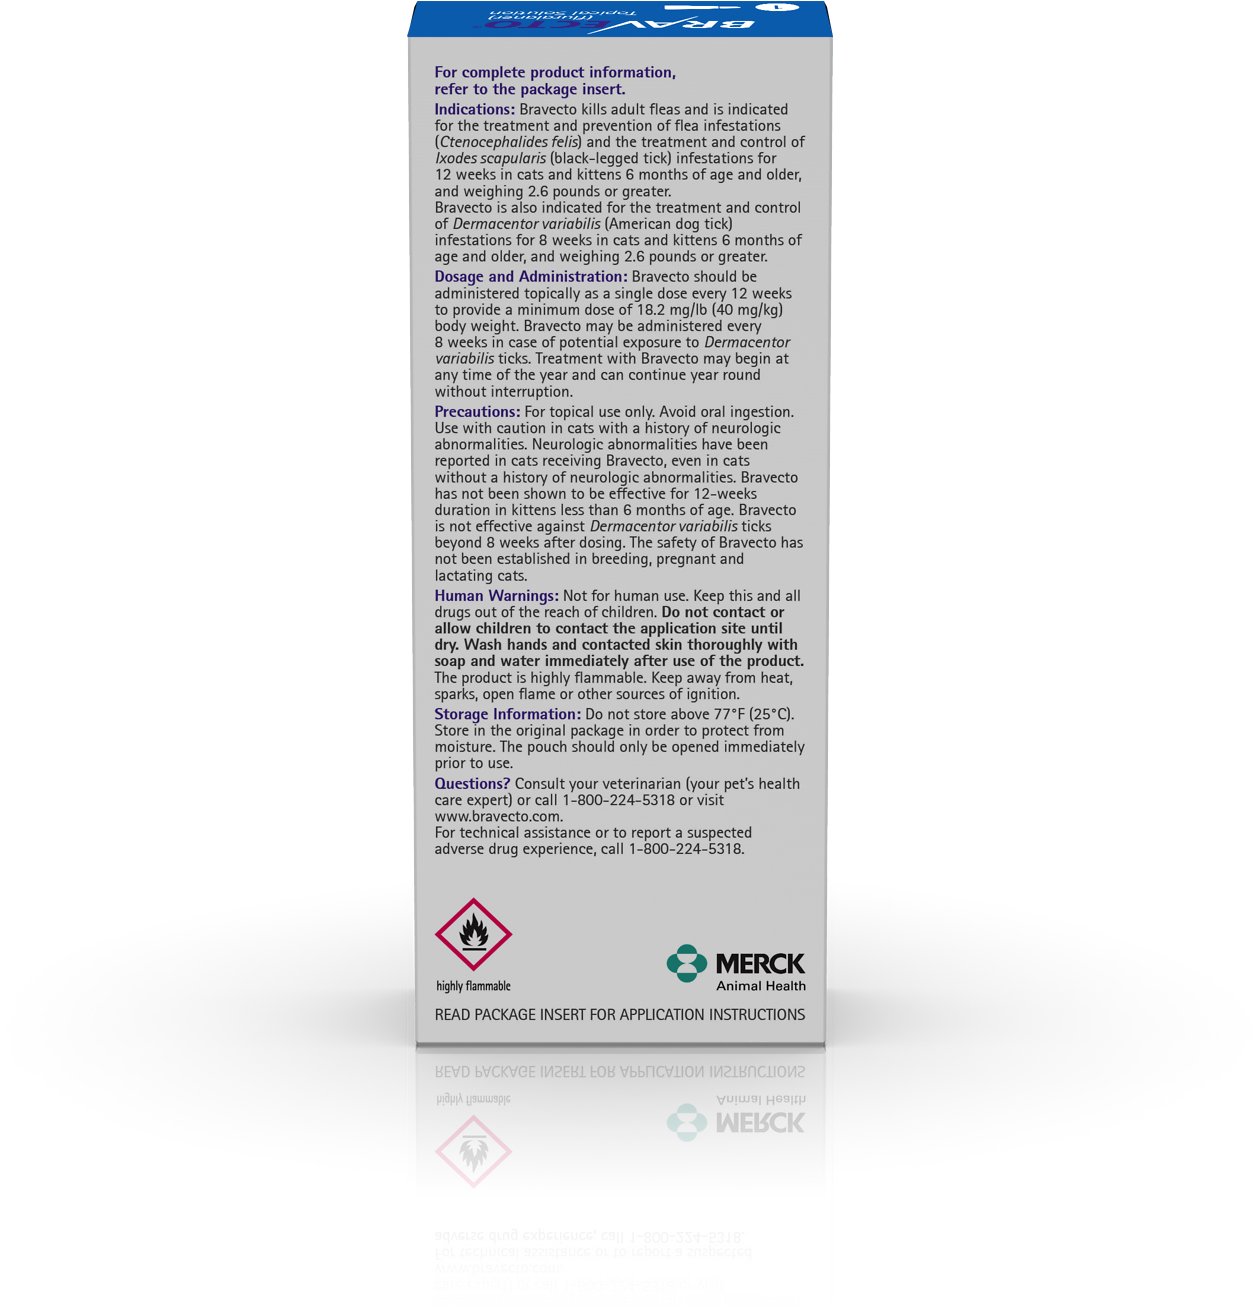 BRAVECTO
(fluralaner)
Topical Solution
1
For complete product information,
refer to the package insert.
Indications: Bravecto kills adult fleas and is indicated
for the treatment and prevention of flea infestations
(Ctenocephalides felis) and the treatment and control of
Ixodes scapularis (black-legged tick) infestations for
12 weeks in cats and kittens 6 months of age and older,
and weighing 2.6 pounds or greater.
Bravecto is also indicated for the treatment and control
of Dermacentor variabilis (American dog tick)
infestations for 8 weeks in cats and kittens 6 months of
age and older, and weighing 2.6 pounds or greater.
Dosage and Administration: Bravecto should be
administered topically as a single dose every 12 weeks
to provide a minimum dose of 18.2 mg/lb (40 mg/kg)
body weight. Bravecto may be administered every
8 weeks in case of potential exposure to Dermacentor
variabilis ticks. Treatment with Bravecto may begin at
any time of the year and can continue year round
without interruption.
Precautions: For topical use only. Avoid oral ingestion.
Use with caution in cats with a history of neurologic
abnormalities. Neurologic abnormalities have been
reported in cats receiving Bravecto, even in cats
without a history of neurologic abnormalities. Bravecto
has not been shown to be effective for 12-weeks
duration in kittens less than 6 months of age. Bravecto
is not effective against Dermacentor variabilis ticks
beyond 8 weeks after dosing. The safety of Bravecto has
not been established in breeding, pregnant and
lactating cats.
Human Warnings: Not for human use. Keep this and all
drugs out of the reach of children. Do not contact or
allow children to contact the application site until
dry. Wash hands and contacted skin thoroughly with
soap and water immediately after use of the product.
The product is highly flammable. Keep away from heat,
sparks, open flame or other sources of ignition.
Storage Information: Do not store above 77°F (25°C).
Store in the original package in order to protect from
moisture. The pouch should only be opened immediately
prior to use.
Questions? Consult your veterinarian (your pet's health
care expert) or call 1-800-224-5318 or visit
www.bravecto.com.
For technical assistance or to report a suspected
adverse drug experience, call 1-800-224-5318.
highly flammable
MERCK
Animal Health
READ PACKAGE INSERT FOR APPLICATION INSTRUCTIONS